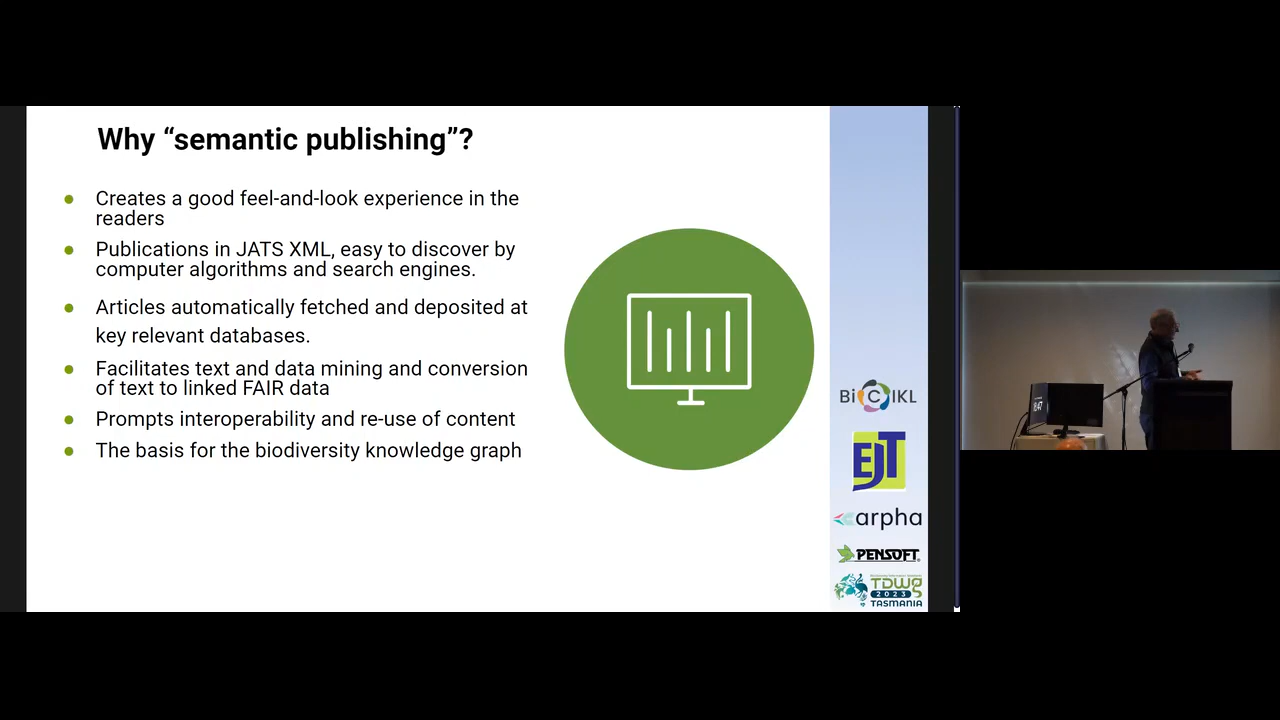 Why “semantic publishing”?
Creates a good feel-and-look experience in the
readers
Publications in JATS XML, easy to discover by
computer algorithms and search engines.
Articles automatically fetched and deposited at
key relevant databases.
Facilitates text and data mining and conversion
of text to linked FAIR data
Prompts interoperability and re-use of content
The basis for the biodiversity knowledge graph
BiCIKL
EJT
arpha
PENSOFT
TDWG
2023
TASMANIA